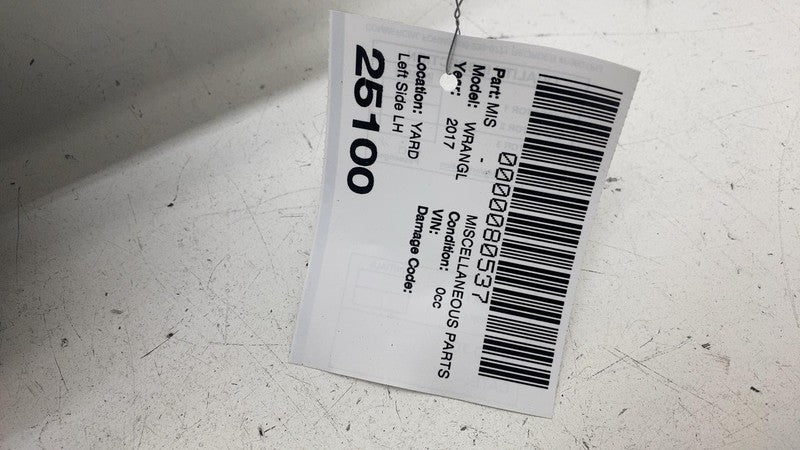 0000080537
Part: MIS - MISCELLANEOUS PARTS
Model: WRANGL Condition: 0cc
Year: 2017 VIN:
Damage Code:
Location: YARD
Left Side LH
25100